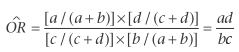 ÔR = [a / (a + b)]×[d / (c + d)] / [c / (c + d)]×[b / (a + b)] = ad / bc